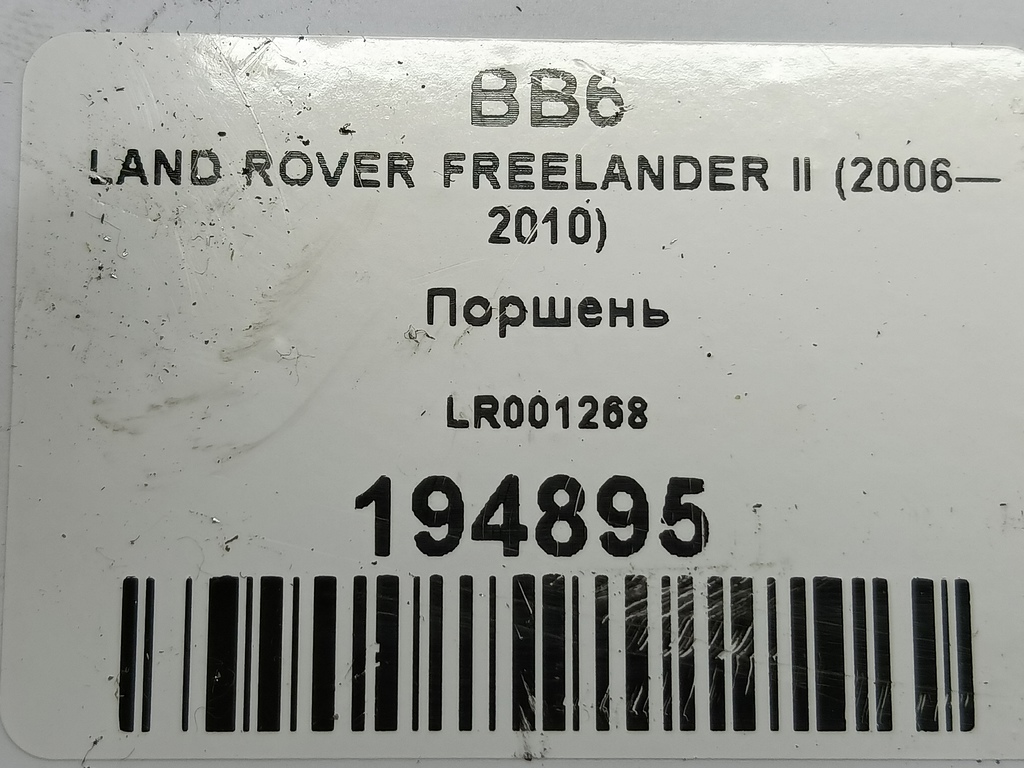 BB6
LAND ROVER FREELANDER II (2006—
2010)
Поршень
LR001268
194895